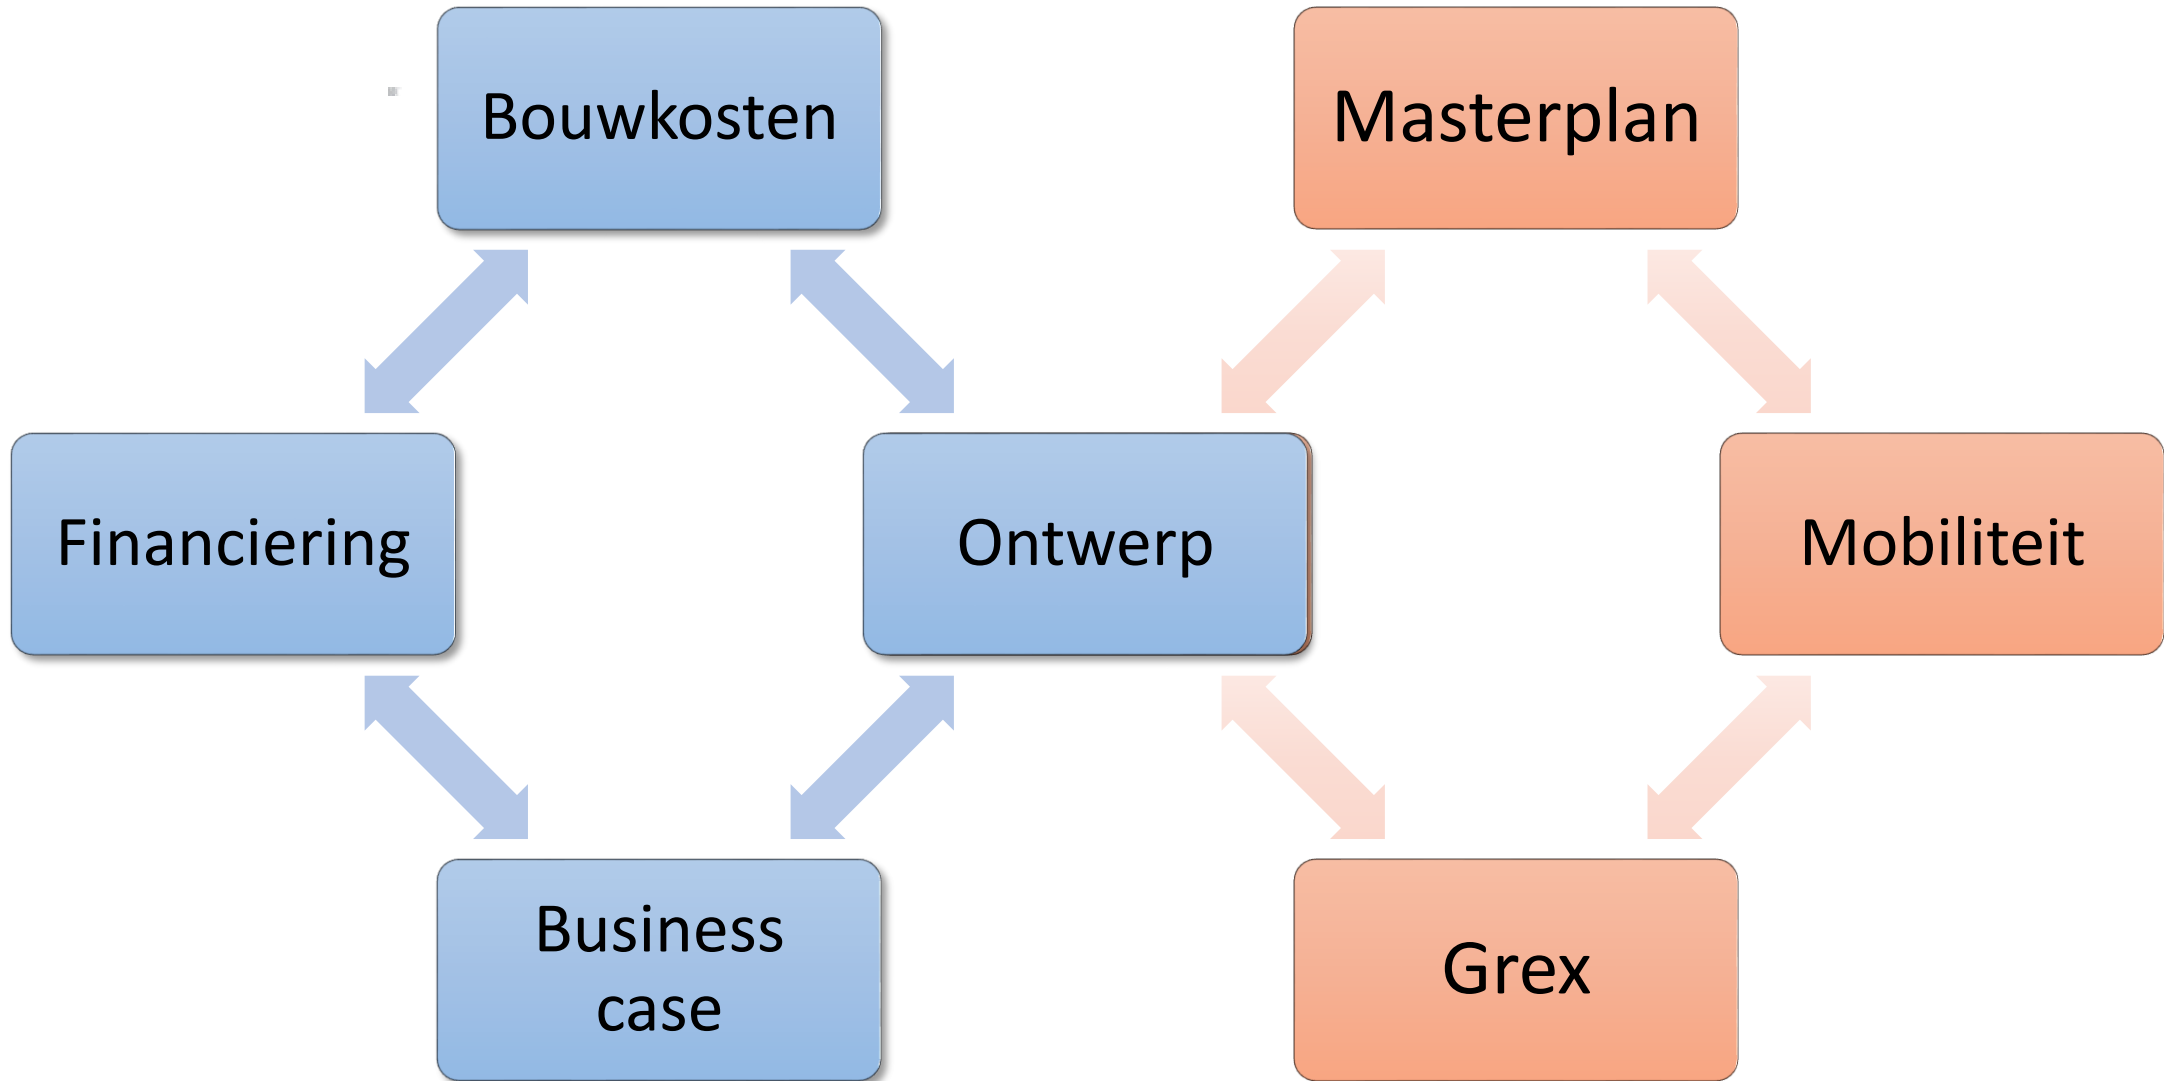 Bouwkosten
Masterplan
Financiering
Ontwerp
Mobiliteit
Business
case
Grex